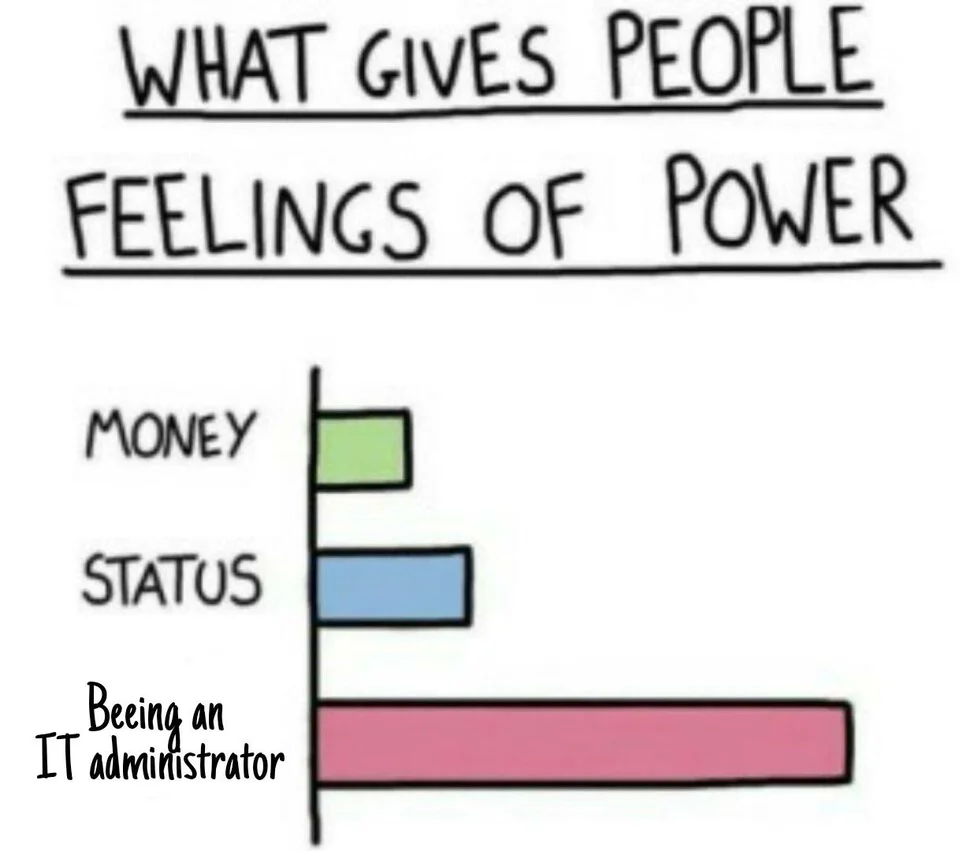 WHAT GIVES PEOPLE
FEELINGS OF POWER
MONEY
STATUS
Beeing an
IT administrator